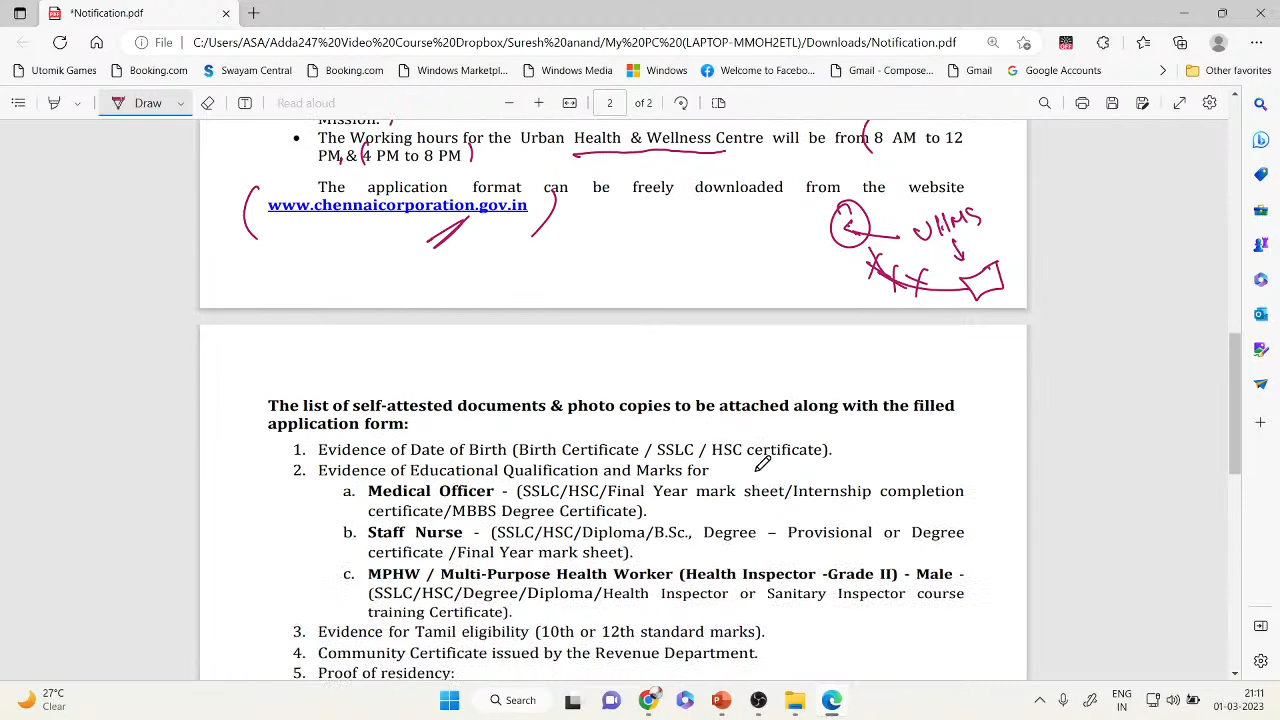 *Notification.pdf
File
C:/Users/ASA/Adda247%20Video%20Course%20Dropbox/Suresh%20anand/My%20PC%20(LAPTOP-MMOH2ETL)/Downloads/Notification.pdf
Utomik Games
Booking.com
Swayam Central
Booking.com
Windows Marketpl...
Windows Media
Windows
Welcome to Facebo...
Gmail - Compose...
Gmail
Google Accounts
Other favorites
Draw
Read aloud
2 of 2
Mission.
• The Working hours for the Urban Health & Wellness Centre will be from 8 AM to 12
PM, & 4 PM to 8 PM
The application format can be freely downloaded from the website
www.chennaicorporation.gov.in
The list of self-attested documents & photo copies to be attached along with the filled
application form:
1. Evidence of Date of Birth (Birth Certificate / SSLC / HSC certificate).
2. Evidence of Educational Qualification and Marks for
a. Medical Officer - (SSLC/HSC/Final Year mark sheet/Internship completion
certificate/MBBS Degree Certificate).
b. Staff Nurse - (SSLC/HSC/Diploma/B.Sc., Degree – Provisional or Degree
certificate /Final Year mark sheet).
c. MPHW / Multi-Purpose Health Worker (Health Inspector -Grade II) - Male -
(SSLC/HSC/Degree/Diploma/Health Inspector or Sanitary Inspector course
training Certificate).
3. Evidence for Tamil eligibility (10th or 12th standard marks).
4. Community Certificate issued by the Revenue Department.
5. Proof of residency:
27°C
Clear
Search
ENG
IN
21:11
01-03-2023